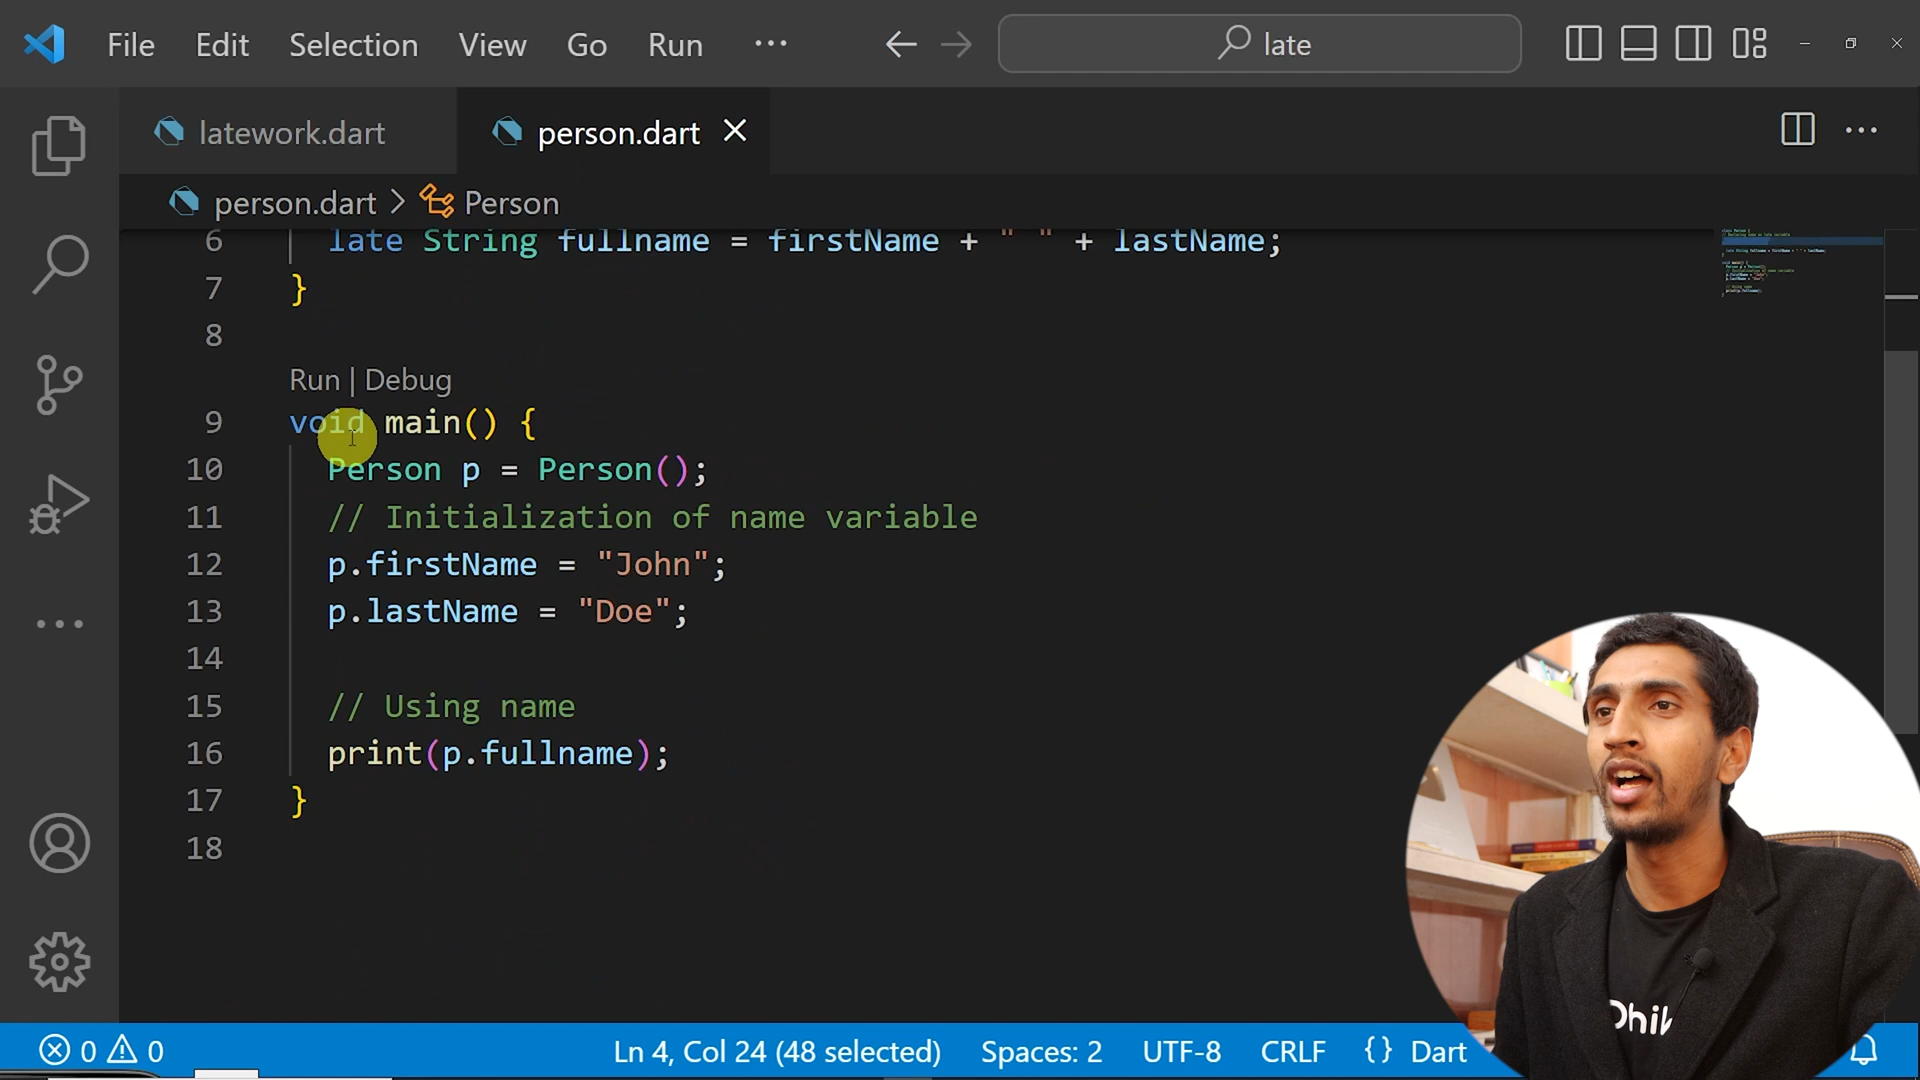 File Edit Selection View Go Run ··· late
latework.dart person.dart
person.dart > Person
6 late String fullname = firstName + " " + lastName;
7 }
8
Run | Debug
9 void main() {
10 Person p = Person();
11 // Initialization of name variable
12 p.firstName = "John";
13 p.lastName = "Doe";
14
15 // Using name
16 print(p.fullname);
17 }
18
0 0 Ln 4, Col 24 (48 selected) Spaces: 2 UTF-8 CRLF {} Dart